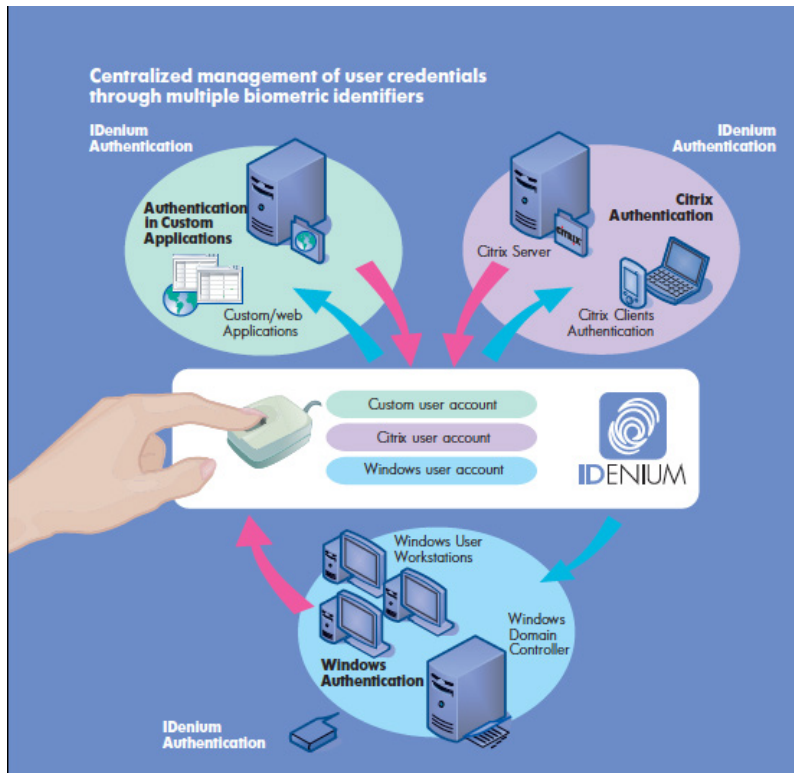 Centralized management of user credentials
through multiple biometric identifiers
IDenium
Authentication
IDenium
Authentication
Authentication
in Custom
Applications
Custom/web
Applications
Citrix
Authentication
CITRIX
Citrix Server
Citrix Clients
Authentication
Custom user account
Citrix user account
Windows user account
IDENIUM
Windows User
Workstations
Windows
Domain
Controller
Windows
Authentication
IDenium
Authentication